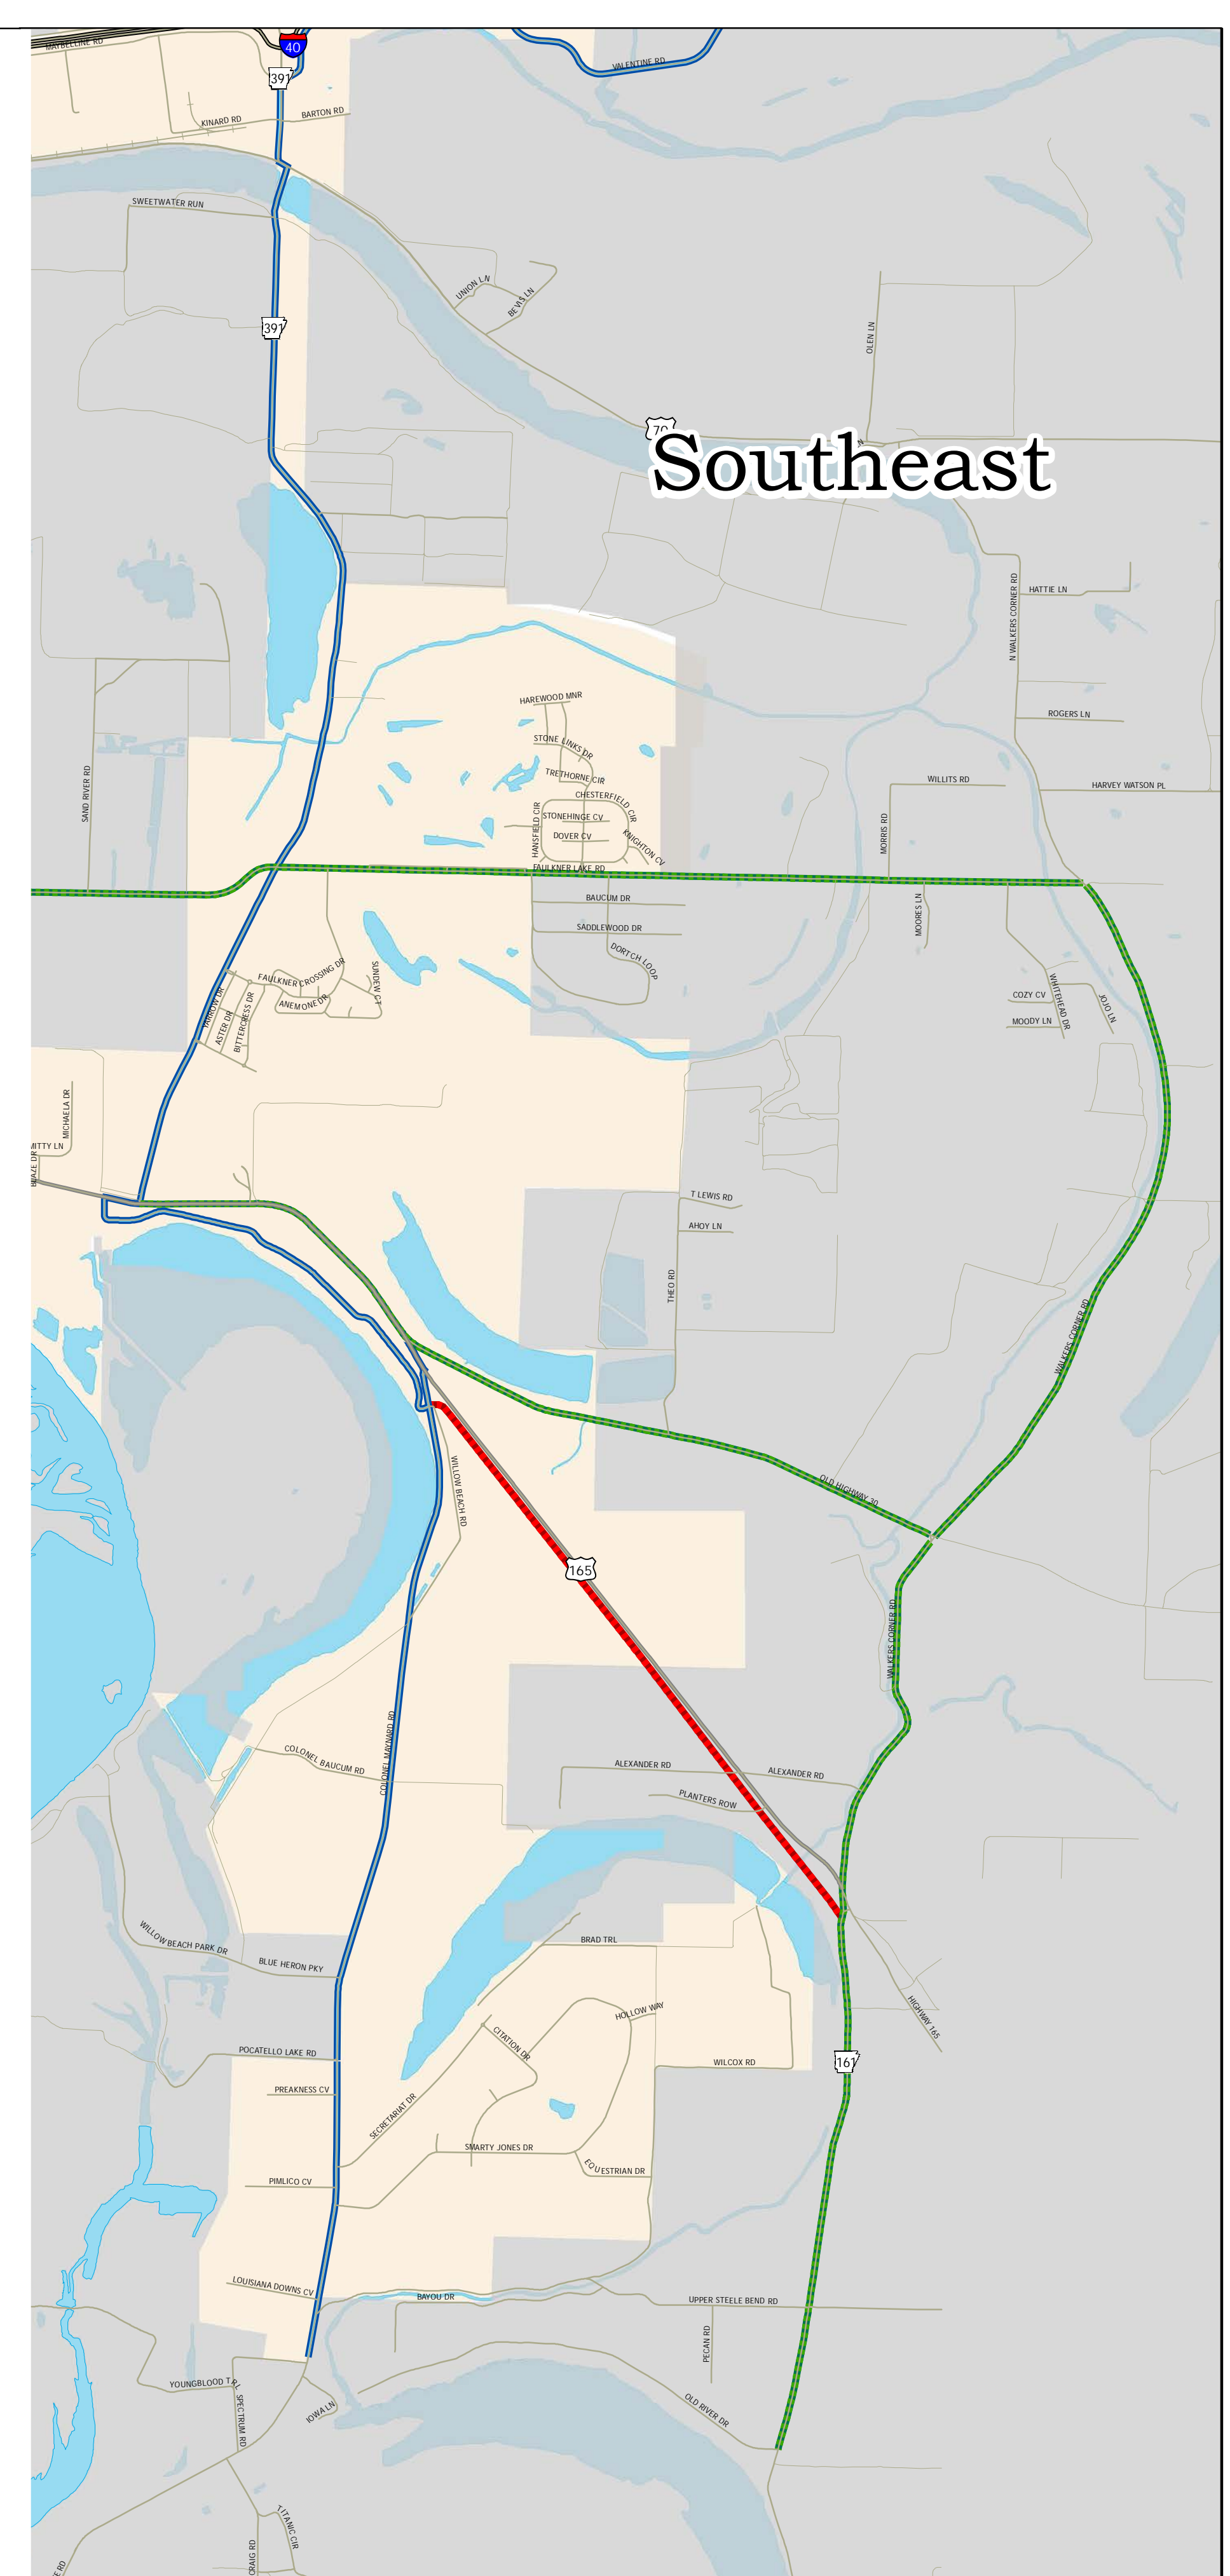 40
MAYBELLINE RD
VALENTINE RD
391
BARTON RD
KINARD RD
SWEETWATER RUN
UNION LN
BEVIS LN
391
OLEN LN
70
Southeast
HATTIE LN
N WALKERS CORNER RD
HAREWOOD MNR
ROGERS LN
STONE LINKS DR
TRETHORNE CIR
WILLITS RD
HARVEY WATSON PL
SAND RIVER RD
CHESTERFIELD CIR
STONEHINGE CV
HANSFIELD CIR
DOVER CV
KNIGHTON CV
MORRIS RD
FAULKNER LAKE RD
BAUCUM DR
MOORES LN
SADDLEWOOD DR
DORTCH LOOP
FAULKNER CROSSING DR
SUNDEW CT
YARROW DR
ASTER DR
BITTERCRESS DR
ANEMONE DR
COZY CV
WHITEHEAD DR
JOJO LN
MOODY LN
MICHAELA DR
MITTY LN
BLAZE DR
T LEWIS RD
AHOY LN
THEO RD
WALKERS CORNER RD
OLD HIGHWAY 30
WILLOW BEACH RD
165
WALKERS CORNER RD
COLONEL MAYNARD RD
COLONEL BAUCUM RD
ALEXANDER RD
ALEXANDER RD
PLANTERS ROW
WILLOW BEACH PARK DR
BLUE HERON PKY
BRAD TRL
HIGHWAY 165
HOLLOW WAY
CITATION DR
POCATELLO LAKE RD
WILCOX RD
161
PREAKNESS CV
SECRETARIAT DR
SMARTY JONES DR
EQUESTRIAN DR
PIMLICO CV
LOUISIANA DOWNS CV
BAYOU DR
UPPER STEELE BEND RD
PECAN RD
YOUNGBLOOD TRL
SPECTRUM RD
IOWA LN
OLD RIVER DR
TITANIC CIR
CRAIG RD
E RD